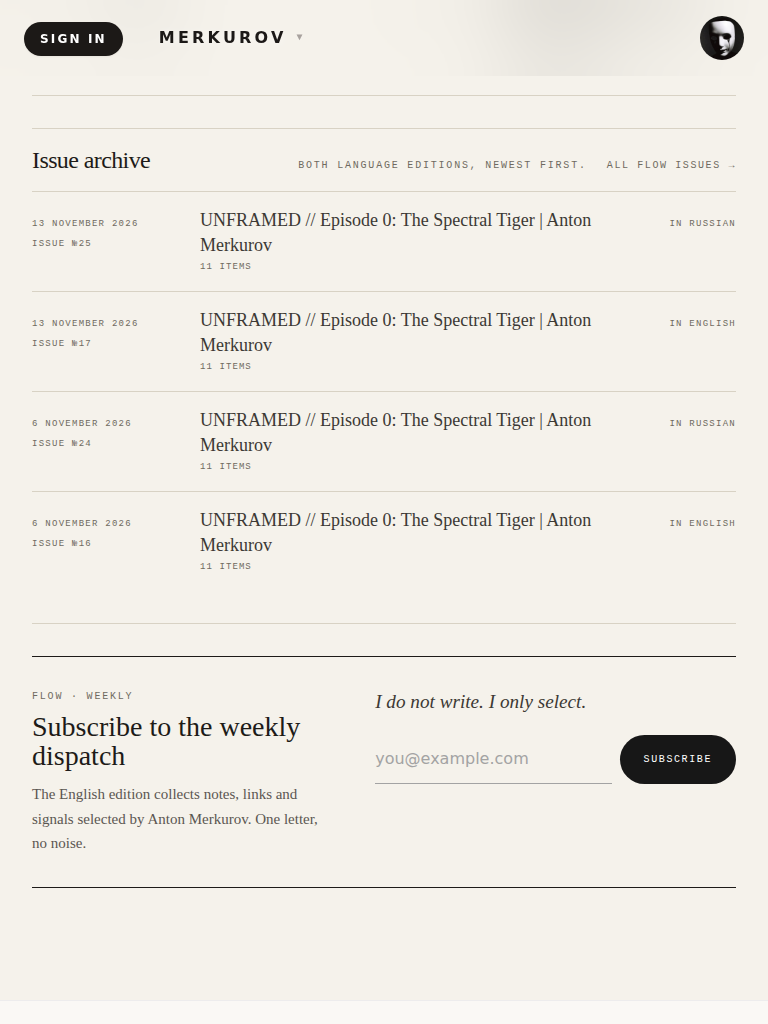 SIGN IN
MERKUROV ▼
Issue archive
BOTH LANGUAGE EDITIONS, NEWEST FIRST.
ALL FLOW ISSUES →
13 NOVEMBER 2026
ISSUE №25
UNFRAMED // Episode 0: The Spectral Tiger | Anton
Merkurov
11 ITEMS
IN RUSSIAN
13 NOVEMBER 2026
ISSUE №17
UNFRAMED // Episode 0: The Spectral Tiger | Anton
Merkurov
11 ITEMS
IN ENGLISH
6 NOVEMBER 2026
ISSUE №24
UNFRAMED // Episode 0: The Spectral Tiger | Anton
Merkurov
11 ITEMS
IN RUSSIAN
6 NOVEMBER 2026
ISSUE №16
UNFRAMED // Episode 0: The Spectral Tiger | Anton
Merkurov
11 ITEMS
IN ENGLISH
FLOW · WEEKLY
Subscribe to the weekly
dispatch
The English edition collects notes, links and
signals selected by Anton Merkurov. One letter,
no noise.
I do not write. I only select.
you@example.com
SUBSCRIBE